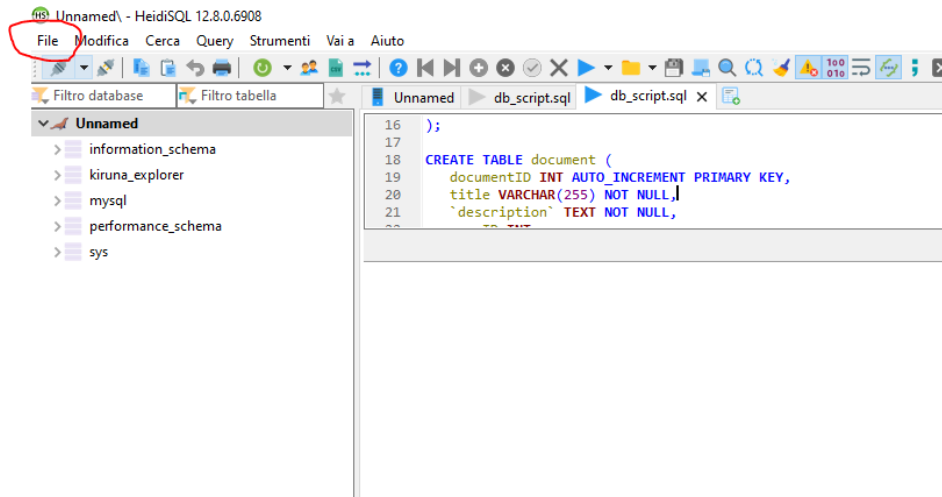 Unnamed\ - HeidiSQL 12.8.0.6908
File Modifica Cerca Query Strumenti Vai a Aiuto
Filtro database Filtro tabella Unnamed db_script.sql db_script.sql
Unnamed
information_schema
kiruna_explorer
mysql
performance_schema
sys
16 );
17
18 CREATE TABLE document (
19 documentID INT AUTO_INCREMENT PRIMARY KEY,
20 title VARCHAR(255) NOT NULL,
21 `description` TEXT NOT NULL,